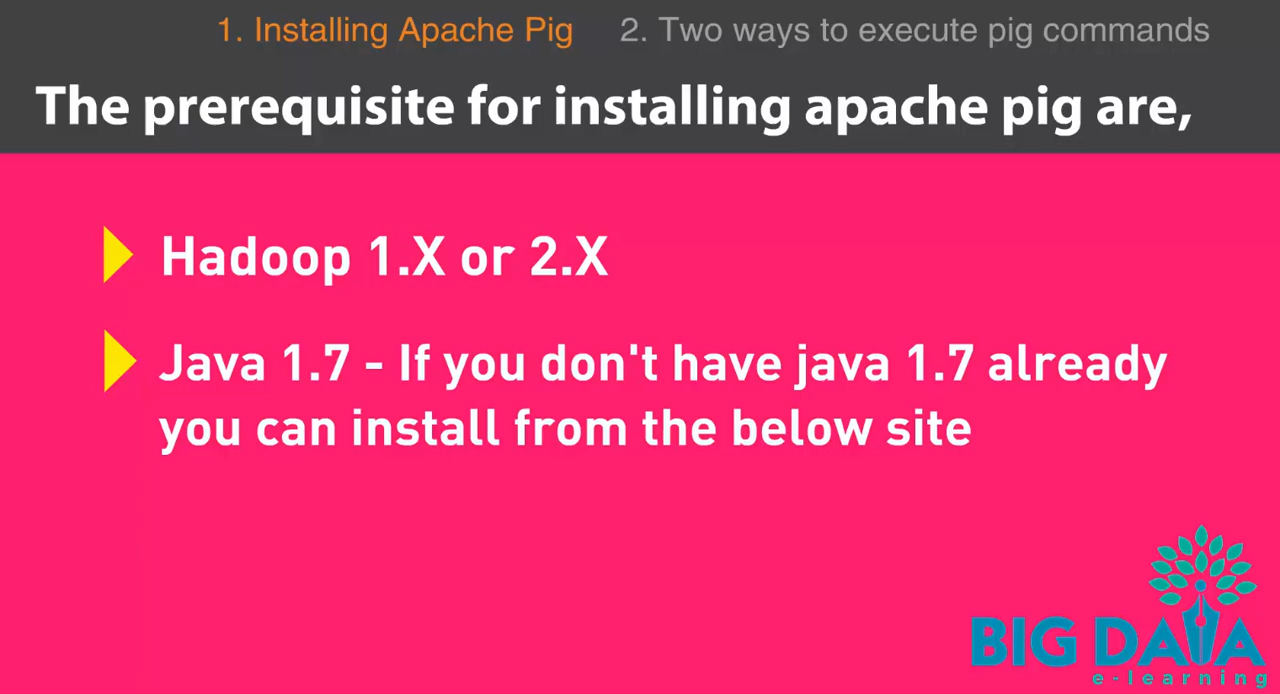 1. Installing Apache Pig 2. Two ways to execute pig commands
The prerequisite for installing apache pig are,
Hadoop 1.X or 2.X
Java 1.7 - If you don't have java 1.7 already
you can install from the below site
BIG DATA
e-learning